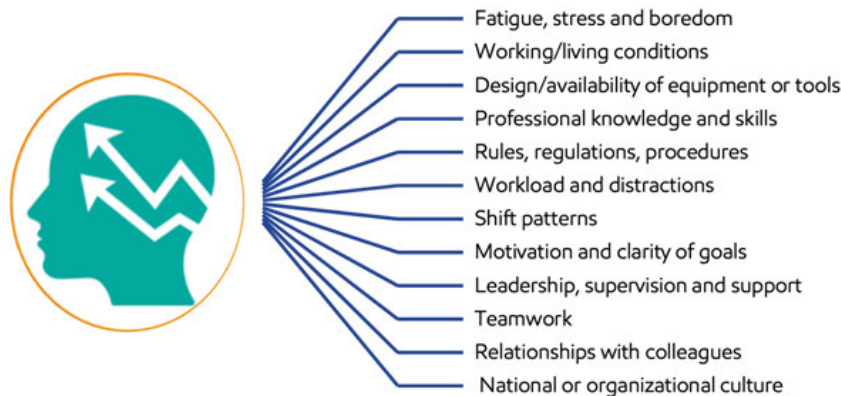 Fatigue, stress and boredom
Working/living conditions
Design/availability of equipment or tools
Professional knowledge and skills
Rules, regulations, procedures
Workload and distractions
Shift patterns
Motivation and clarity of goals
Leadership, supervision and support
Teamwork
Relationships with colleagues
National or organizational culture